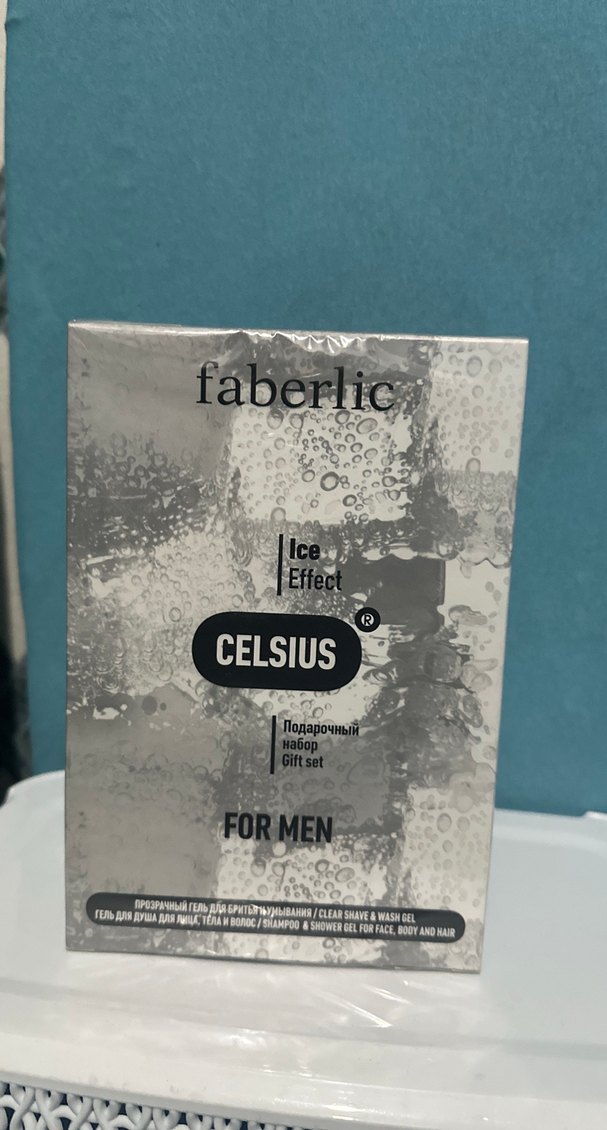 faberlic
Ice
Effect
CELSIUS®
Подарочный
набор
Gift set
FOR MEN
ПРОЗРАЧНЫЙ ГЕЛЬ ДЛЯ БРИТЬЯ И УМЫВАНИЯ / CLEAR SHAVE & WASH GEL
ГЕЛЬ ДЛЯ ДУША ДЛЯ ЛИЦА, ТЕЛА И ВОЛОС / SHAMPOO & SHOWER GEL FOR FACE, BODY AND HAIR